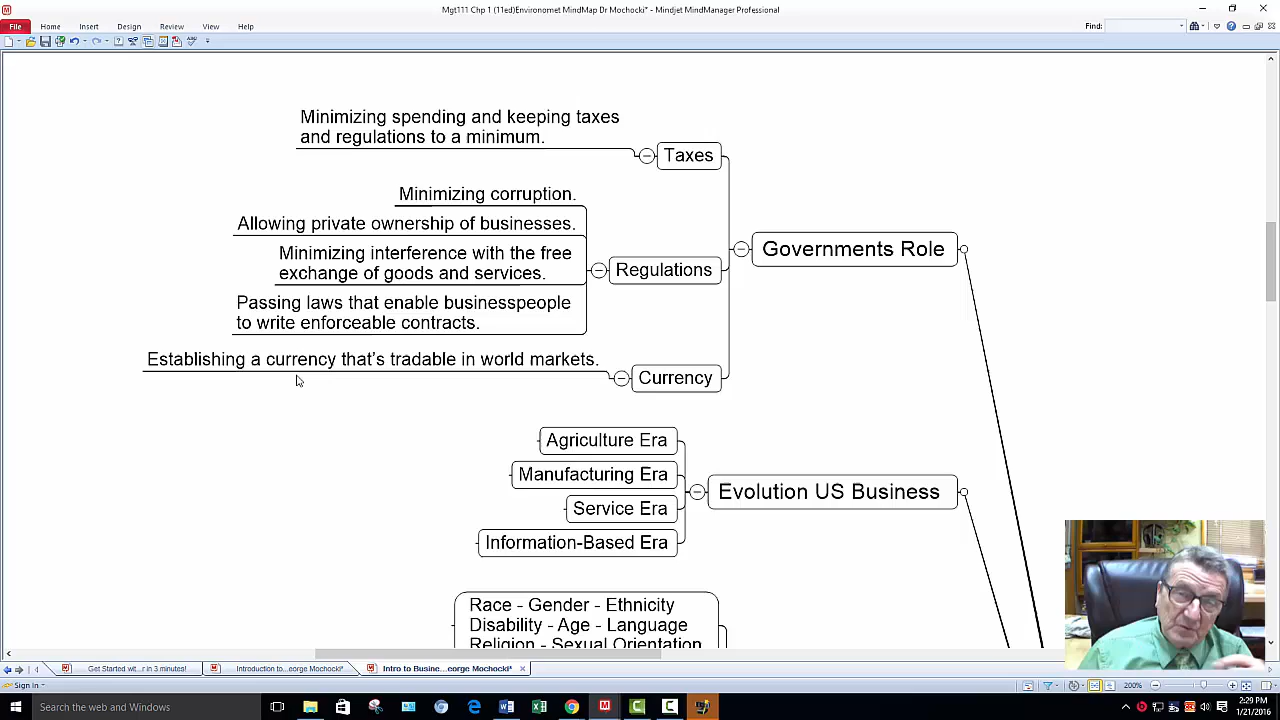 Mgt111 Chp 1 (11ed)Environomet MindMap Dr Mochocki* - Mindjet MindManager Professional
File Home Insert Design Review View Help
Find:
Minimizing spending and keeping taxes
and regulations to a minimum.
Taxes
Minimizing corruption.
Allowing private ownership of businesses.
Minimizing interference with the free
exchange of goods and services.
Regulations
Passing laws that enable businesspeople
to write enforceable contracts.
Establishing a currency that's tradable in world markets.
Currency
Governments Role
Agriculture Era
Manufacturing Era
Service Era
Information-Based Era
Evolution US Business
Race - Gender - Ethnicity
Disability - Age - Language
Religion - Sexual Orientation
Get Started wit...r in 3 minutes!
Introduction to...eorge Mochocki*
Intro to Busine...eorge Mochocki*
Sign In
200%
Search the web and Windows
2:29 PM
1/21/2016